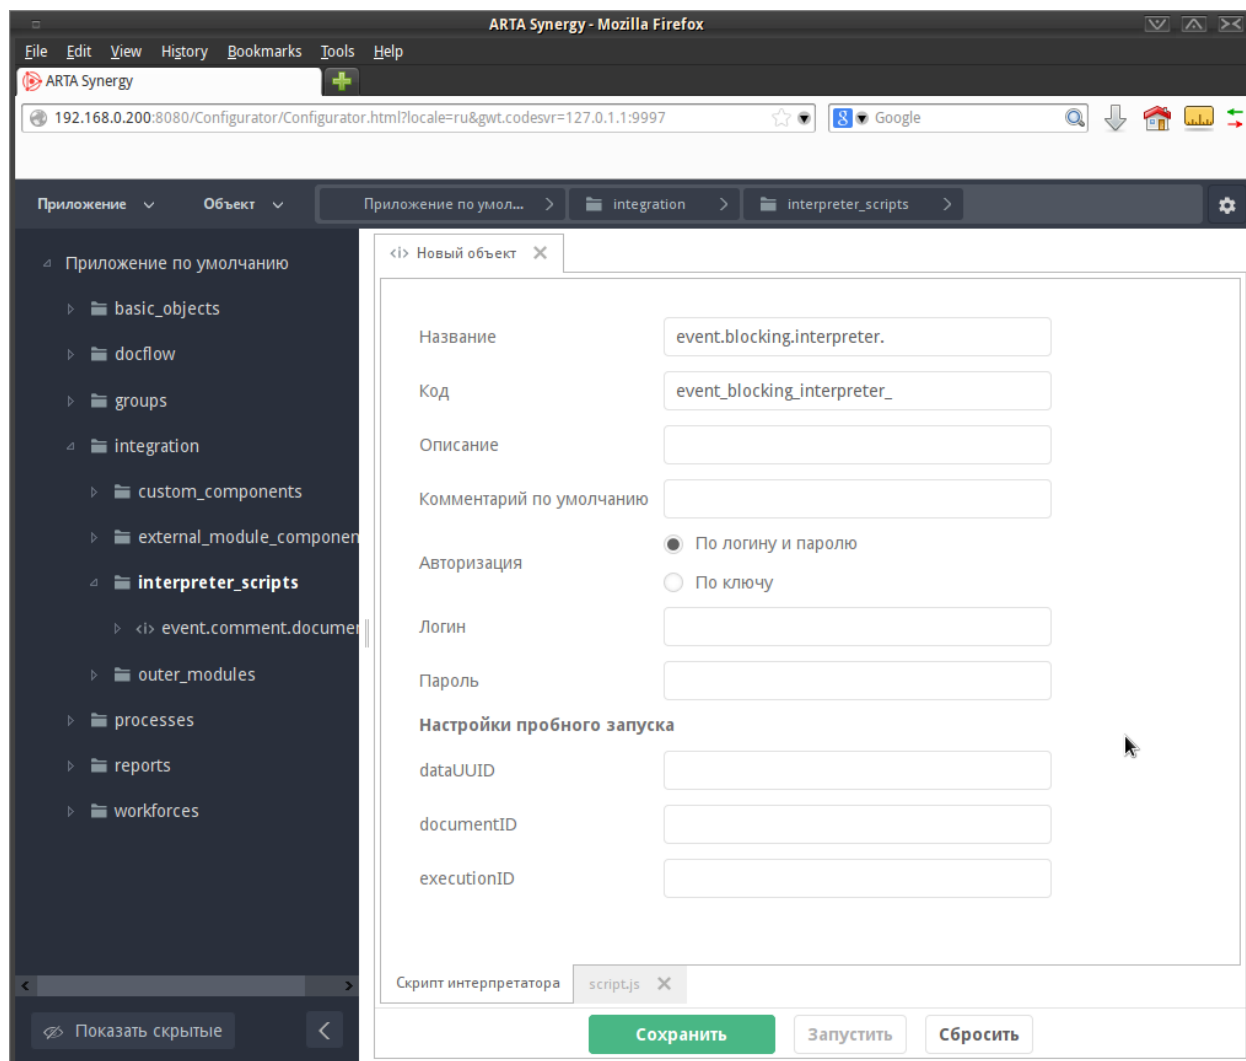 ARTA Synergy - Mozilla Firefox
File Edit View History Bookmarks Tools Help
ARTA Synergy
192.168.0.200:8080/Configurator/Configurator.html?locale=ru&gwt.codesvr=127.0.1.1:9997
8 Google
Приложение Объект Приложение по умол... integration interpreter_scripts
Приложение по умолчанию
basic_objects
docflow
groups
integration
custom_components
external_module_componen
interpreter_scripts
<i> event.comment.documen
outer_modules
processes
reports
workforces
Показать скрытые
<i> Новый объект
Название event.blocking.interpreter.
Код event_blocking_interpreter_
Описание
Комментарий по умолчанию
Авторизация
По логину и паролю
По ключу
Логин
Пароль
Настройки пробного запуска
dataUUID
documentID
executionID
Скрипт интерпретатора script.js
Сохранить Запустить Сбросить